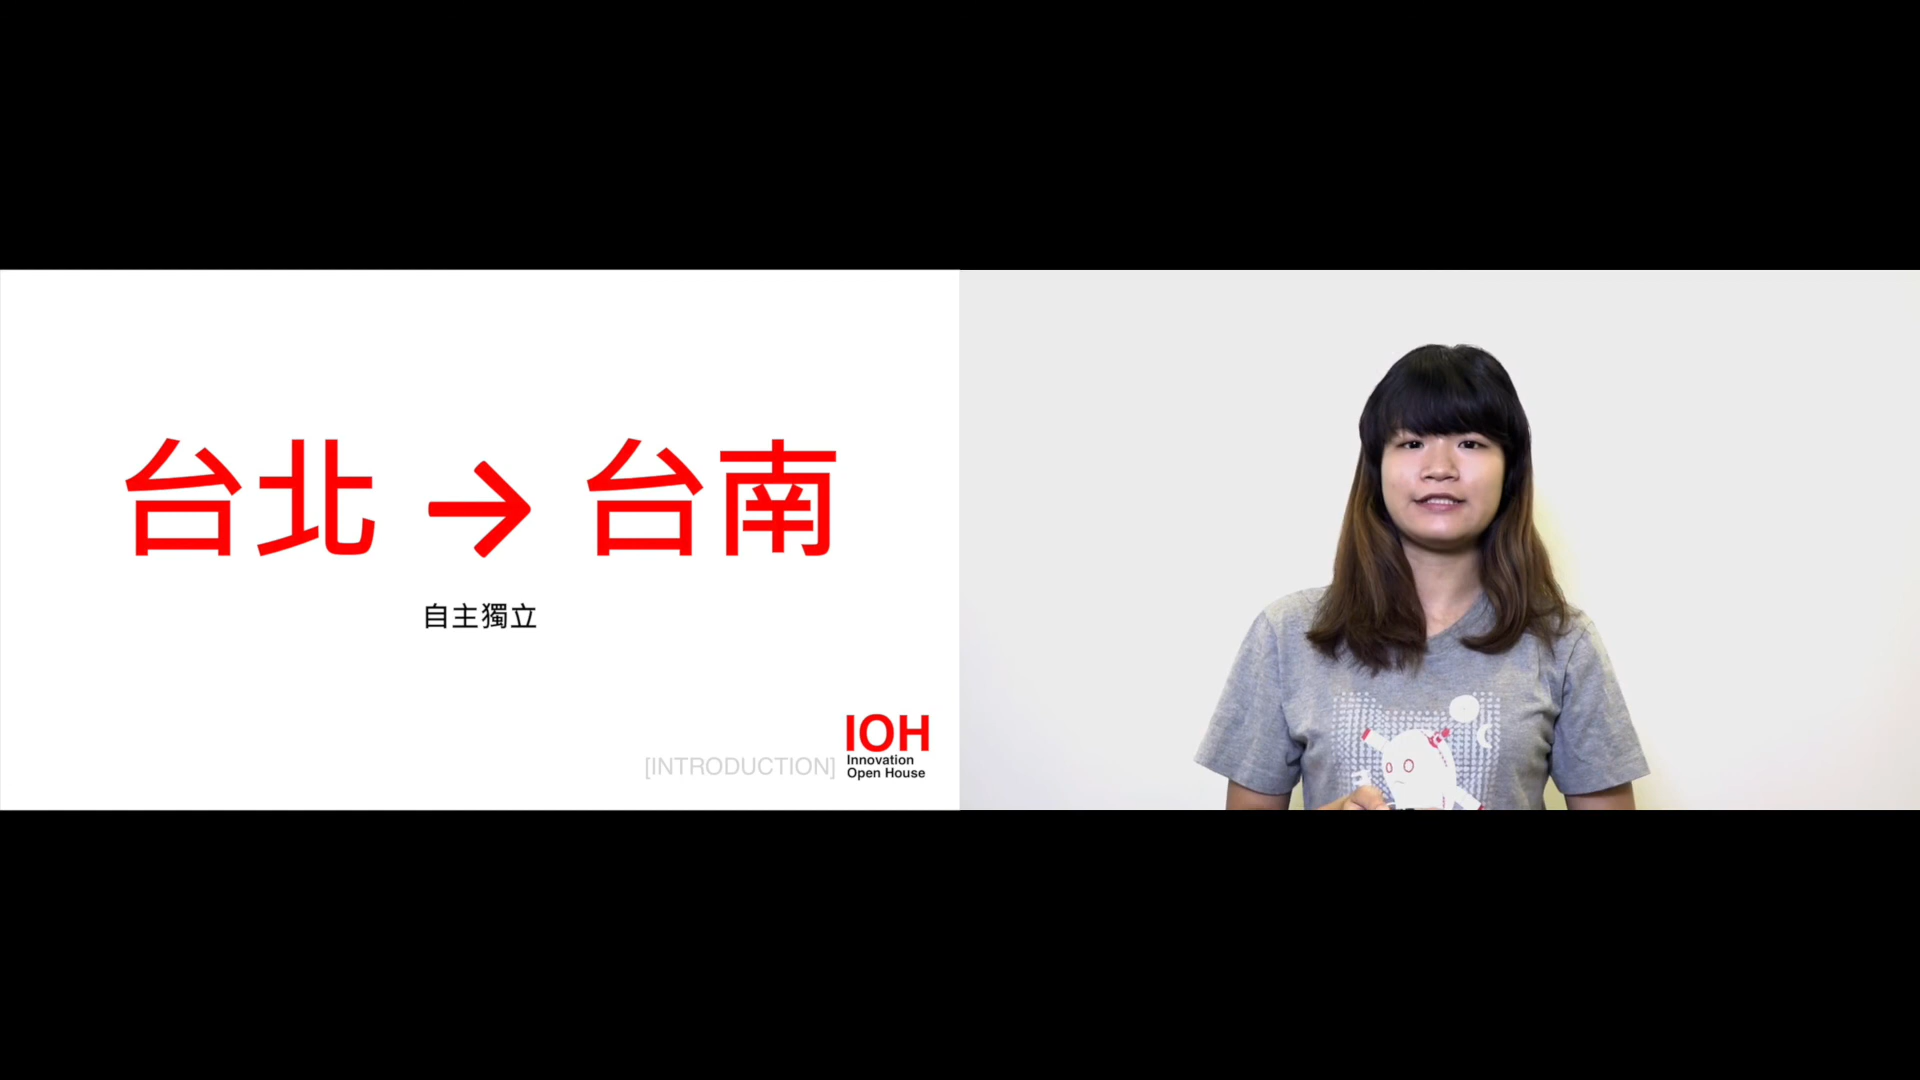 台北 → 台南
自主獨立
[INTRODUCTION]
IOH
Innovation
Open House